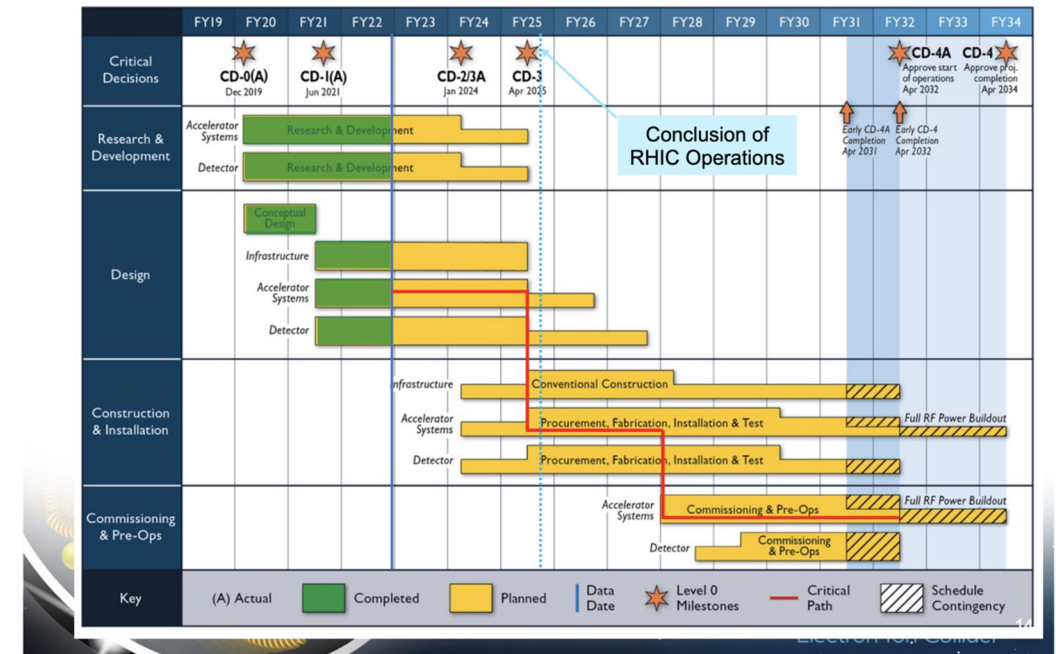 FY19 FY20 FY21 FY22 FY23 FY24 FY25 FY26 FY27 FY28 FY29 FY30 FY31 FY32 FY33 FY34
Critical
Decisions
CD-0(A)
Dec 2019
CD-1(A)
Jun 2021
CD-2/3A
Jan 2024
CD-3
Apr 2025
CD-4A
Approve start
of operations
Apr 2032
CD-4
Approve proj.
completion
Apr 2034
Early CD-4A
Completion
Apr 2031
Early CD-4
Completion
Apr 2032
Conclusion of
RHIC Operations
Research &
Development
Accelerator
Systems
Research & Development
Detector
Research & Development
Design
Conceptual
Design
Infrastructure
Accelerator
Systems
Detector
Construction
& Installation
Infrastructure
Conventional Construction
Accelerator
Systems
Procurement, Fabrication, Installation & Test
Full RF Power Buildout
Detector
Procurement, Fabrication, Installation & Test
Commissioning
& Pre-Ops
Accelerator
Systems
Commissioning & Pre-Ops
Full RF Power Buildout
Detector
Commissioning
& Pre-Ops
Key
(A) Actual
Completed
Planned
Data
Date
Level 0
Milestones
Critical
Path
Schedule
Contingency
14
Electron Ion Collider